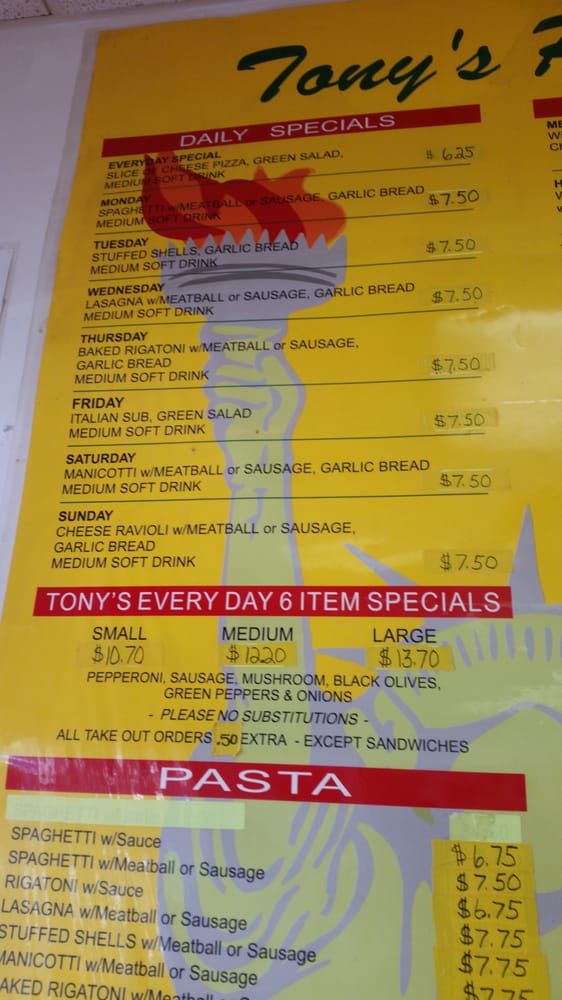 Tony's
DAILY SPECIALS
EVERYDAY SPECIAL
SLICE OF CHEESE PIZZA, GREEN SALAD, $ 6.25
MEDIUM SOFT DRINK
MONDAY
SPAGHETTI w/MEATBALL or SAUSAGE, GARLIC BREAD $7.50
MEDIUM SOFT DRINK
TUESDAY
STUFFED SHELLS, GARLIC BREAD $7.50
MEDIUM SOFT DRINK
WEDNESDAY
LASAGNA w/MEATBALL or SAUSAGE, GARLIC BREAD $7.50
MEDIUM SOFT DRINK
THURSDAY
BAKED RIGATONI w/MEATBALL or SAUSAGE,
GARLIC BREAD $7.50
MEDIUM SOFT DRINK
FRIDAY
ITALIAN SUB, GREEN SALAD $7.50
MEDIUM SOFT DRINK
SATURDAY
MANICOTTI w/MEATBALL or SAUSAGE, GARLIC BREAD
MEDIUM SOFT DRINK $7.50
SUNDAY
CHEESE RAVIOLI w/MEATBALL or SAUSAGE,
GARLIC BREAD
MEDIUM SOFT DRINK $7.50
TONY'S EVERY DAY 6 ITEM SPECIALS
SMALL MEDIUM LARGE
$10.70 $12.20 $13.70
PEPPERONI, SAUSAGE, MUSHROOM, BLACK OLIVES,
GREEN PEPPERS & ONIONS
- PLEASE NO SUBSTITUTIONS -
ALL TAKE OUT ORDERS .50 EXTRA - EXCEPT SANDWICHES
PASTA
SPAGHETTI w/Sauce $6.75
SPAGHETTI w/Meatball or Sausage $7.50
RIGATONI w/Sauce $6.75
LASAGNA w/Meatball or Sausage $7.75
STUFFED SHELLS w/Meatball or Sausage $7.75
MANICOTTI w/Meatball or Sausage $7.75